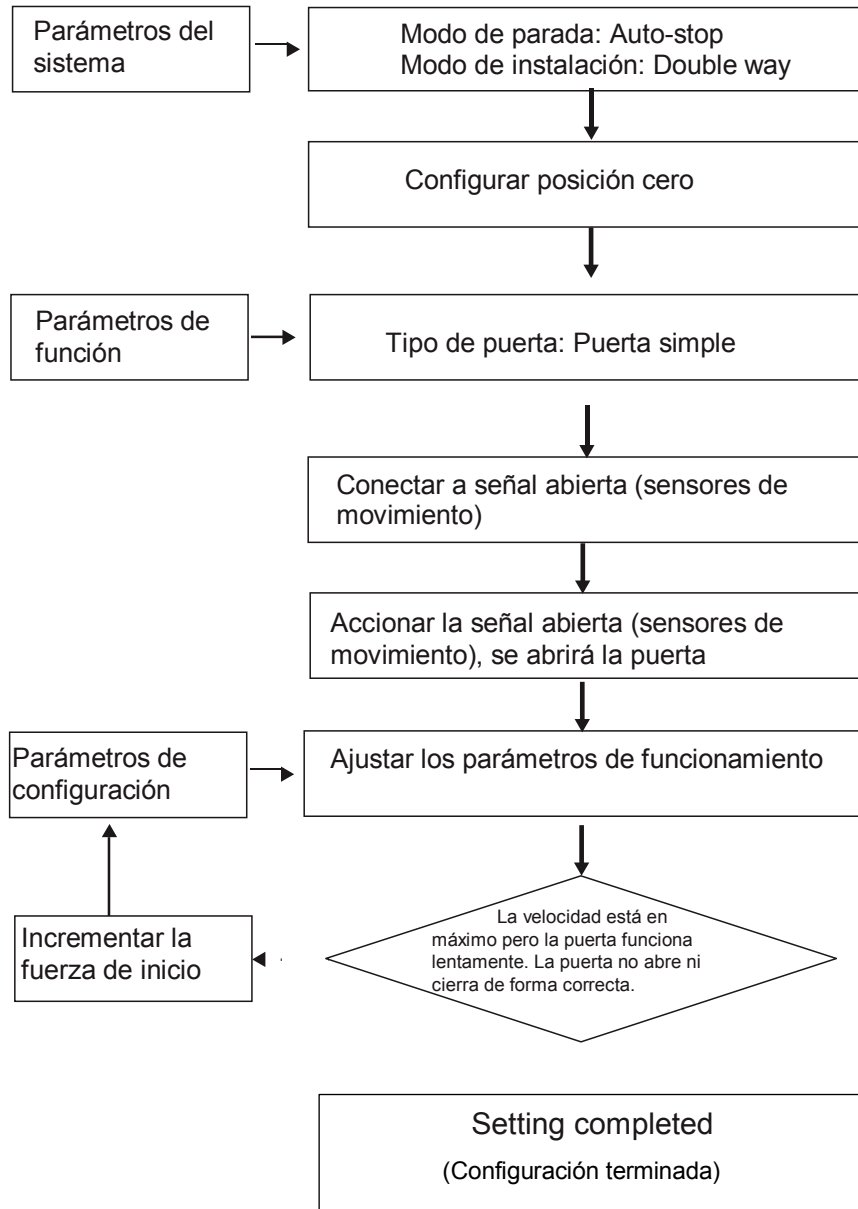 Parámetros del
sistema
Modo de parada: Auto-stop
Modo de instalación: Double way
Configurar posición cero
Parámetros de
función
Tipo de puerta: Puerta simple
Conectar a señal abierta (sensores de
movimiento)
Accionar la señal abierta (sensores de
movimiento), se abrirá la puerta
Parámetros de
configuración
Ajustar los parámetros de funcionamiento
Incrementar la
fuerza de inicio
La velocidad está en
máximo pero la puerta funciona
lentamente. La puerta no abre ni
cierra de forma correcta.
Setting completed
(Configuración terminada)